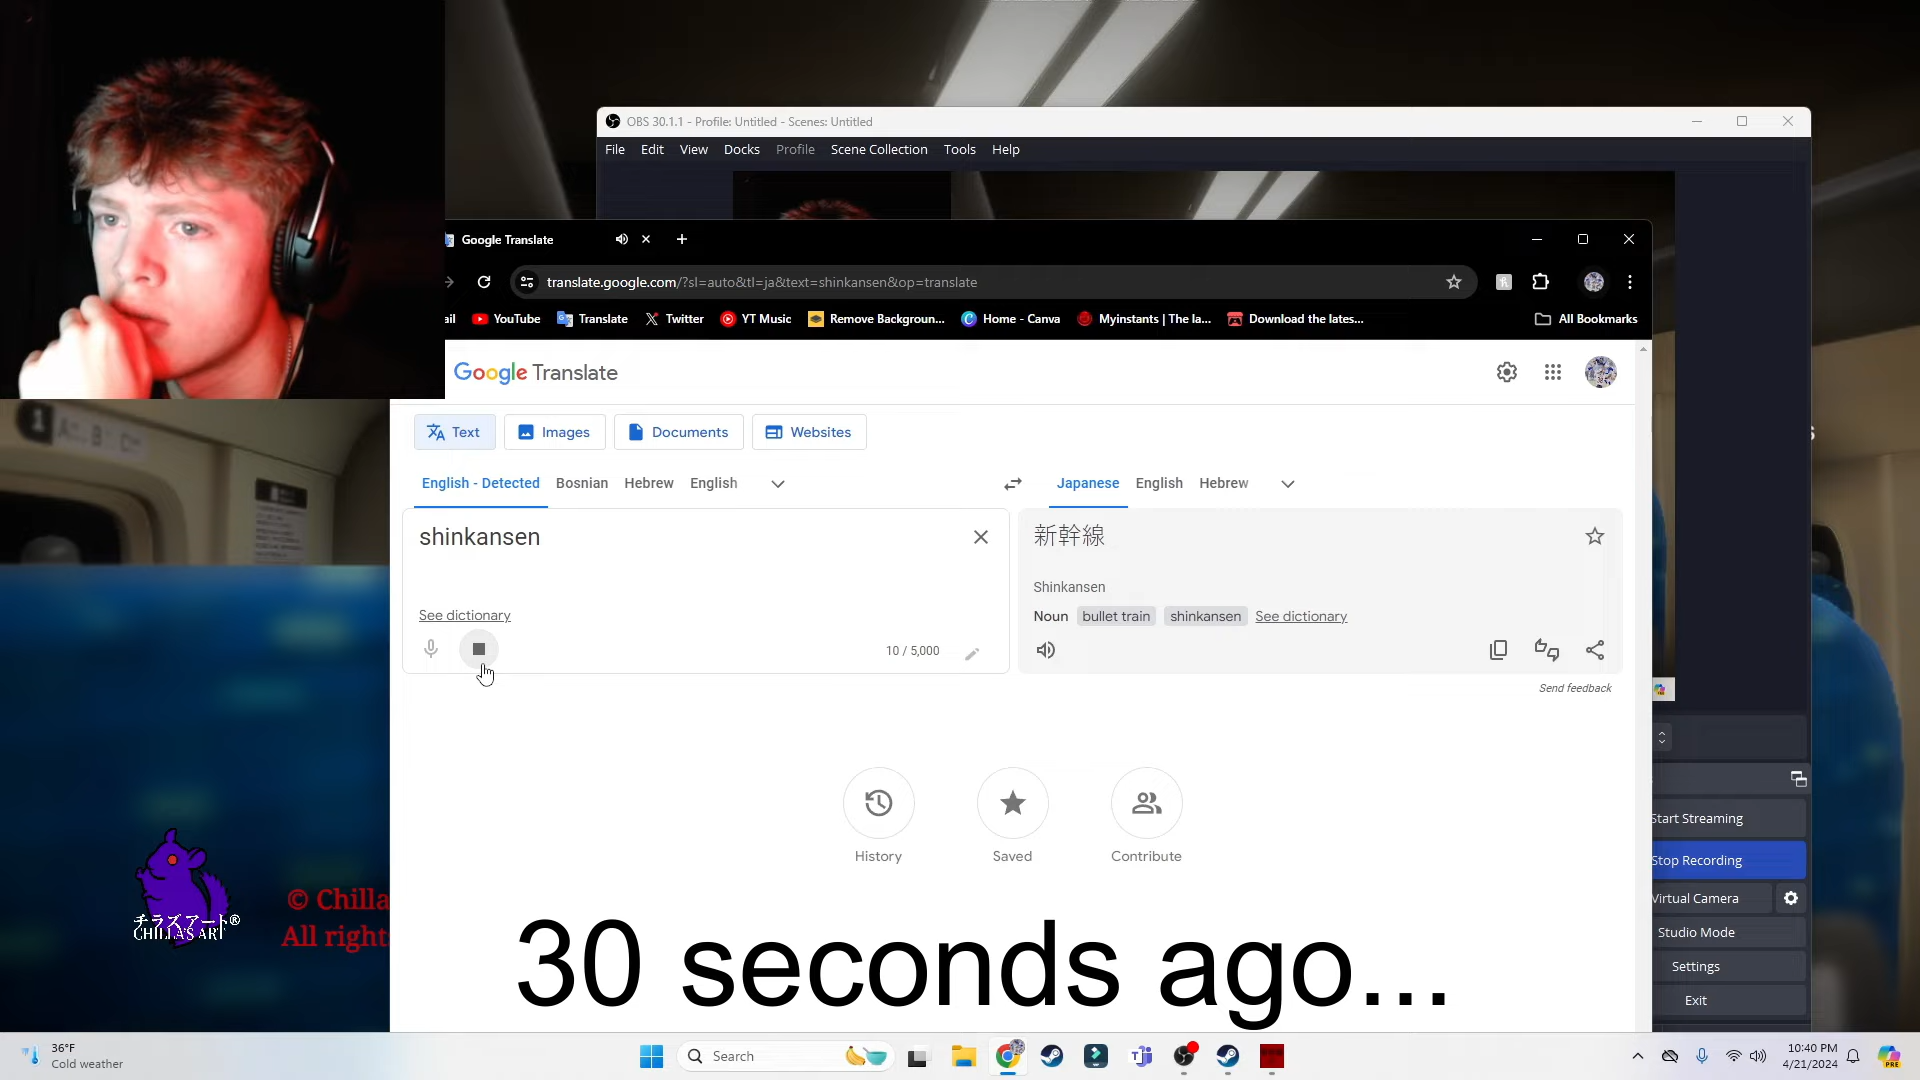 OBS 30.1.1 - Profile: Untitled - Scenes: Untitled
File Edit View Docks Profile Scene Collection Tools Help
Google Translate
translate.google.com/?sl=auto&tl=ja&text=shinkansen&op=translate
ail YouTube Translate Twitter YT Music Remove Backgroun... Home - Canva Myinstants | The la... Download the lates... All Bookmarks
Google Translate
Text Images Documents Websites
English - Detected Bosnian Hebrew English
Japanese English Hebrew
shinkansen
新幹線
Shinkansen
See dictionary
Noun bullet train shinkansen See dictionary
10 / 5,000
Send feedback
History Saved Contribute
Start Streaming
Stop Recording
Virtual Camera
Studio Mode
Settings
Exit
チラズアート®
CHILLA'S ART
© Chilla
All right
30 seconds ago...
36°F
Cold weather
Search
10:40 PM
4/21/2024
PRE